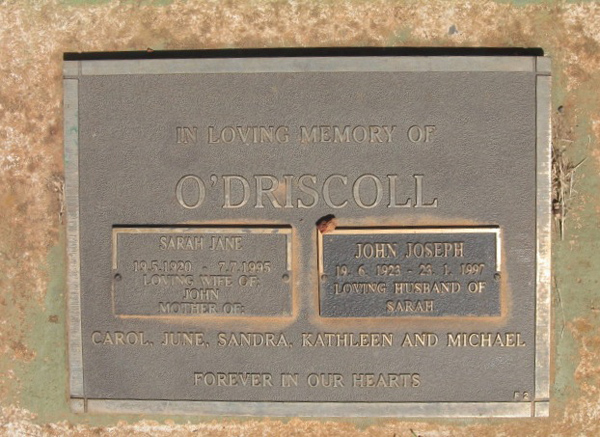 IN LOVING MEMORY OF
O'DRISCOLL
SARAH JANE
19.5.1920 - 7.7.1995
LOVING WIFE OF:
JOHN
MOTHER OF:
JOHN JOSEPH
19. 6. 1923 - 23. 1. 1997
LOVING HUSBAND OF
SARAH
CAROL, JUNE, SANDRA, KATHLEEN AND MICHAEL
FOREVER IN OUR HEARTS